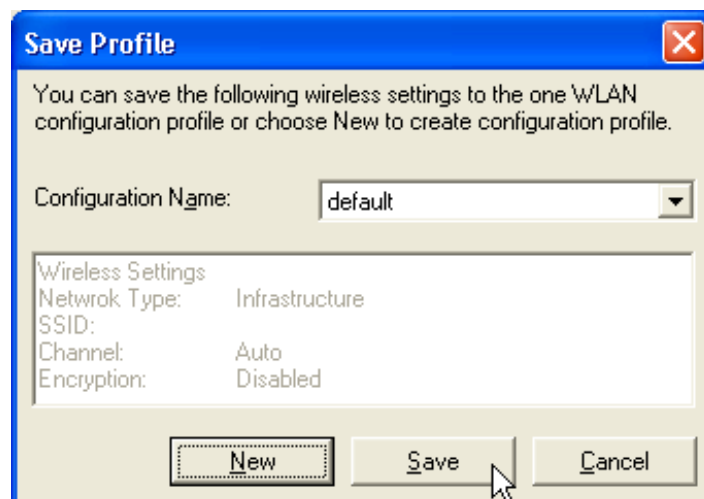 Save Profile
You can save the following wireless settings to the one WLAN
configuration profile or choose New to create configuration profile.
Configuration Name: default
Wireless Settings
Netwrok Type: Infrastructure
SSID:
Channel: Auto
Encryption: Disabled
New Save Cancel